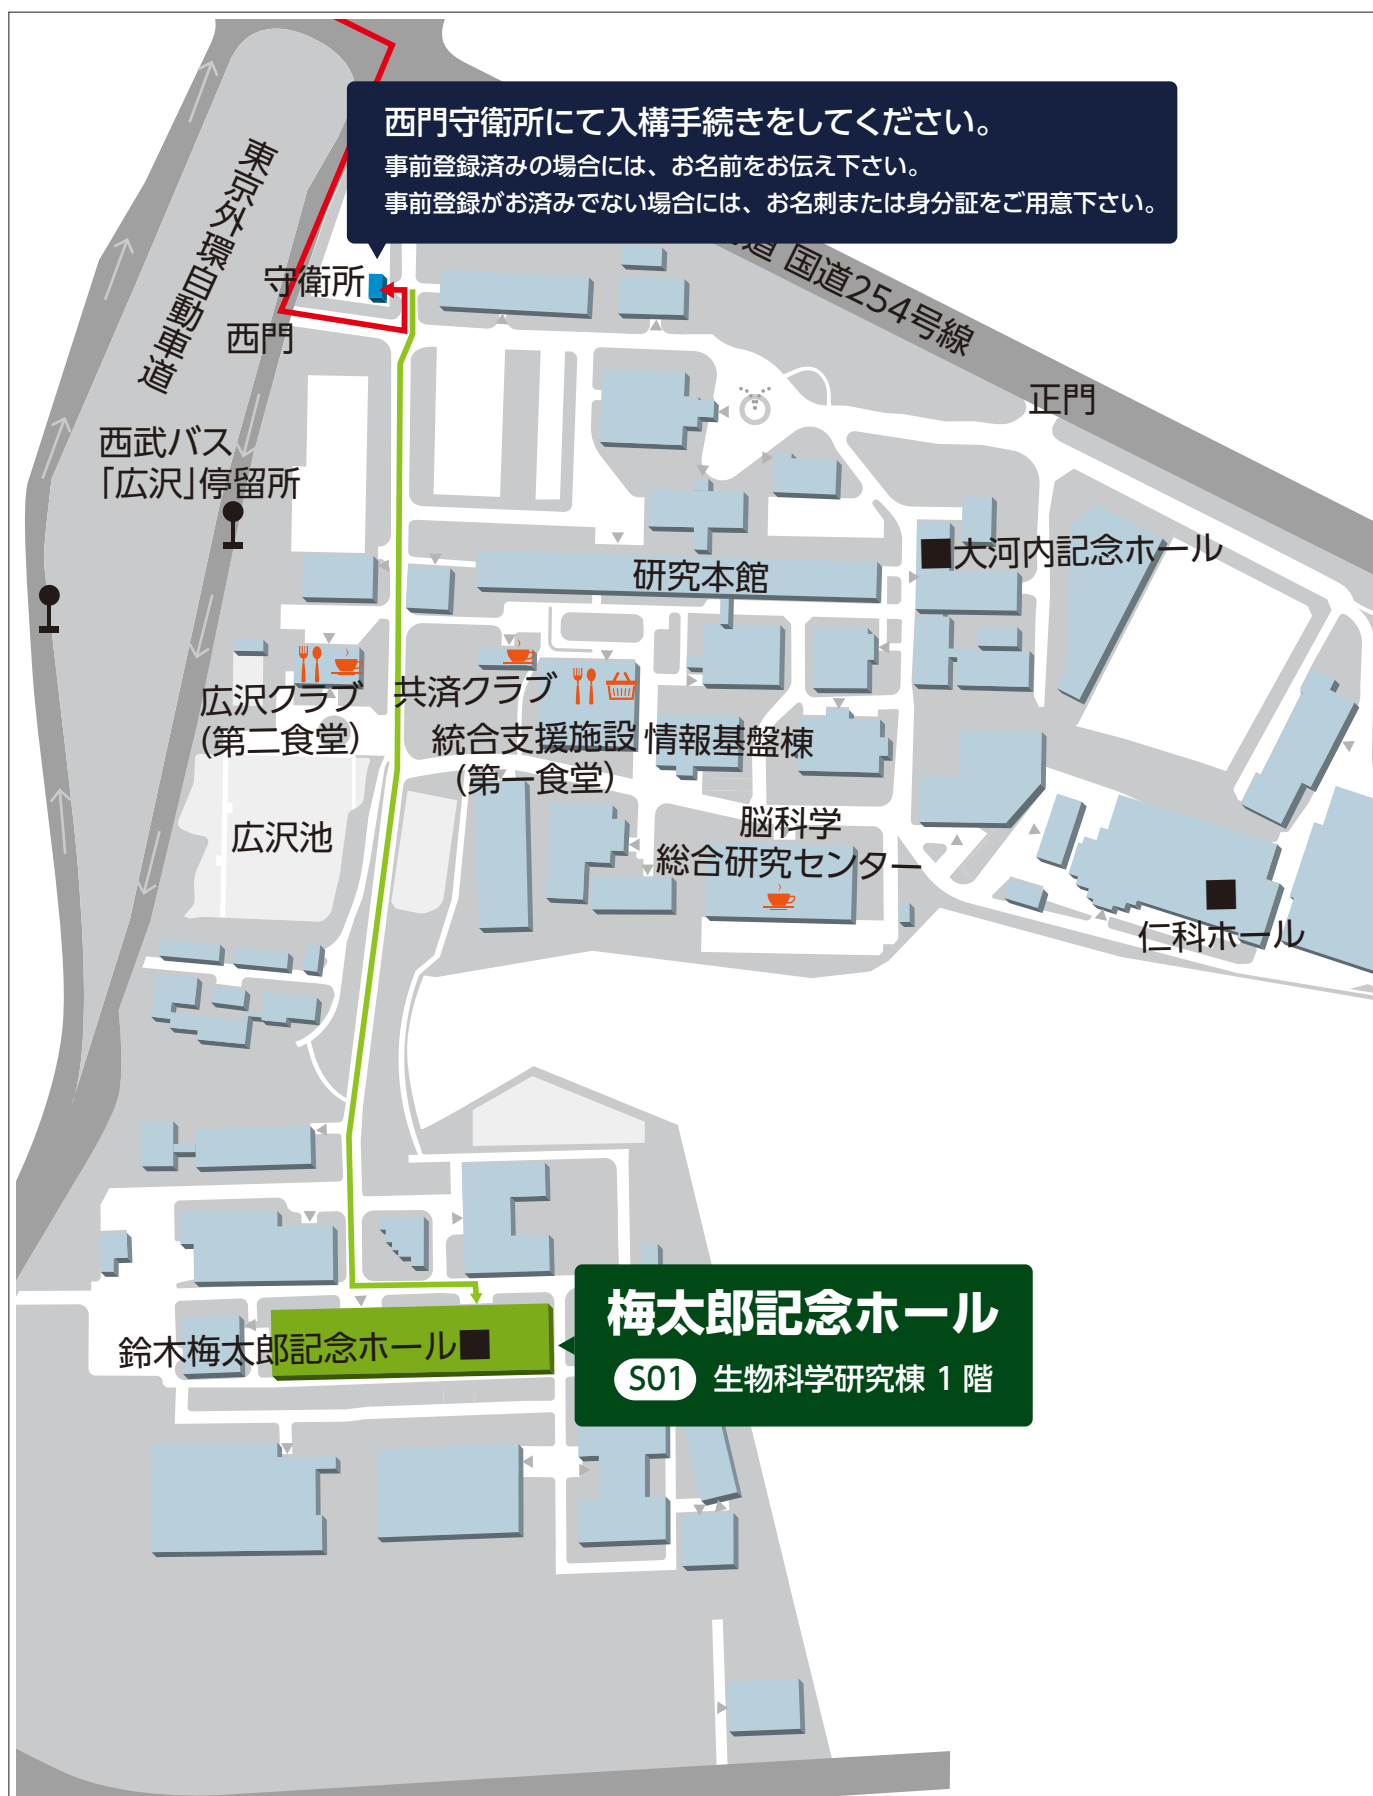 西門守衛所にて入構手続きをしてください。
事前登録済みの場合には、お名前をお伝え下さい。
事前登録がお済みでない場合には、お名刺または身分証をご用意下さい。
東京外環自動車道
道 国道254号線
守衛所
西門
正門
西武バス
「広沢」停留所
大河内記念ホール
研究本館
広沢クラブ
(第二食堂)
共済クラブ
統合支援施設
(第一食堂)
情報基盤棟
広沢池
脳科学
総合研究センター
仁科ホール
梅太郎記念ホール
S01 生物科学研究棟 1 階
鈴木梅太郎記念ホール